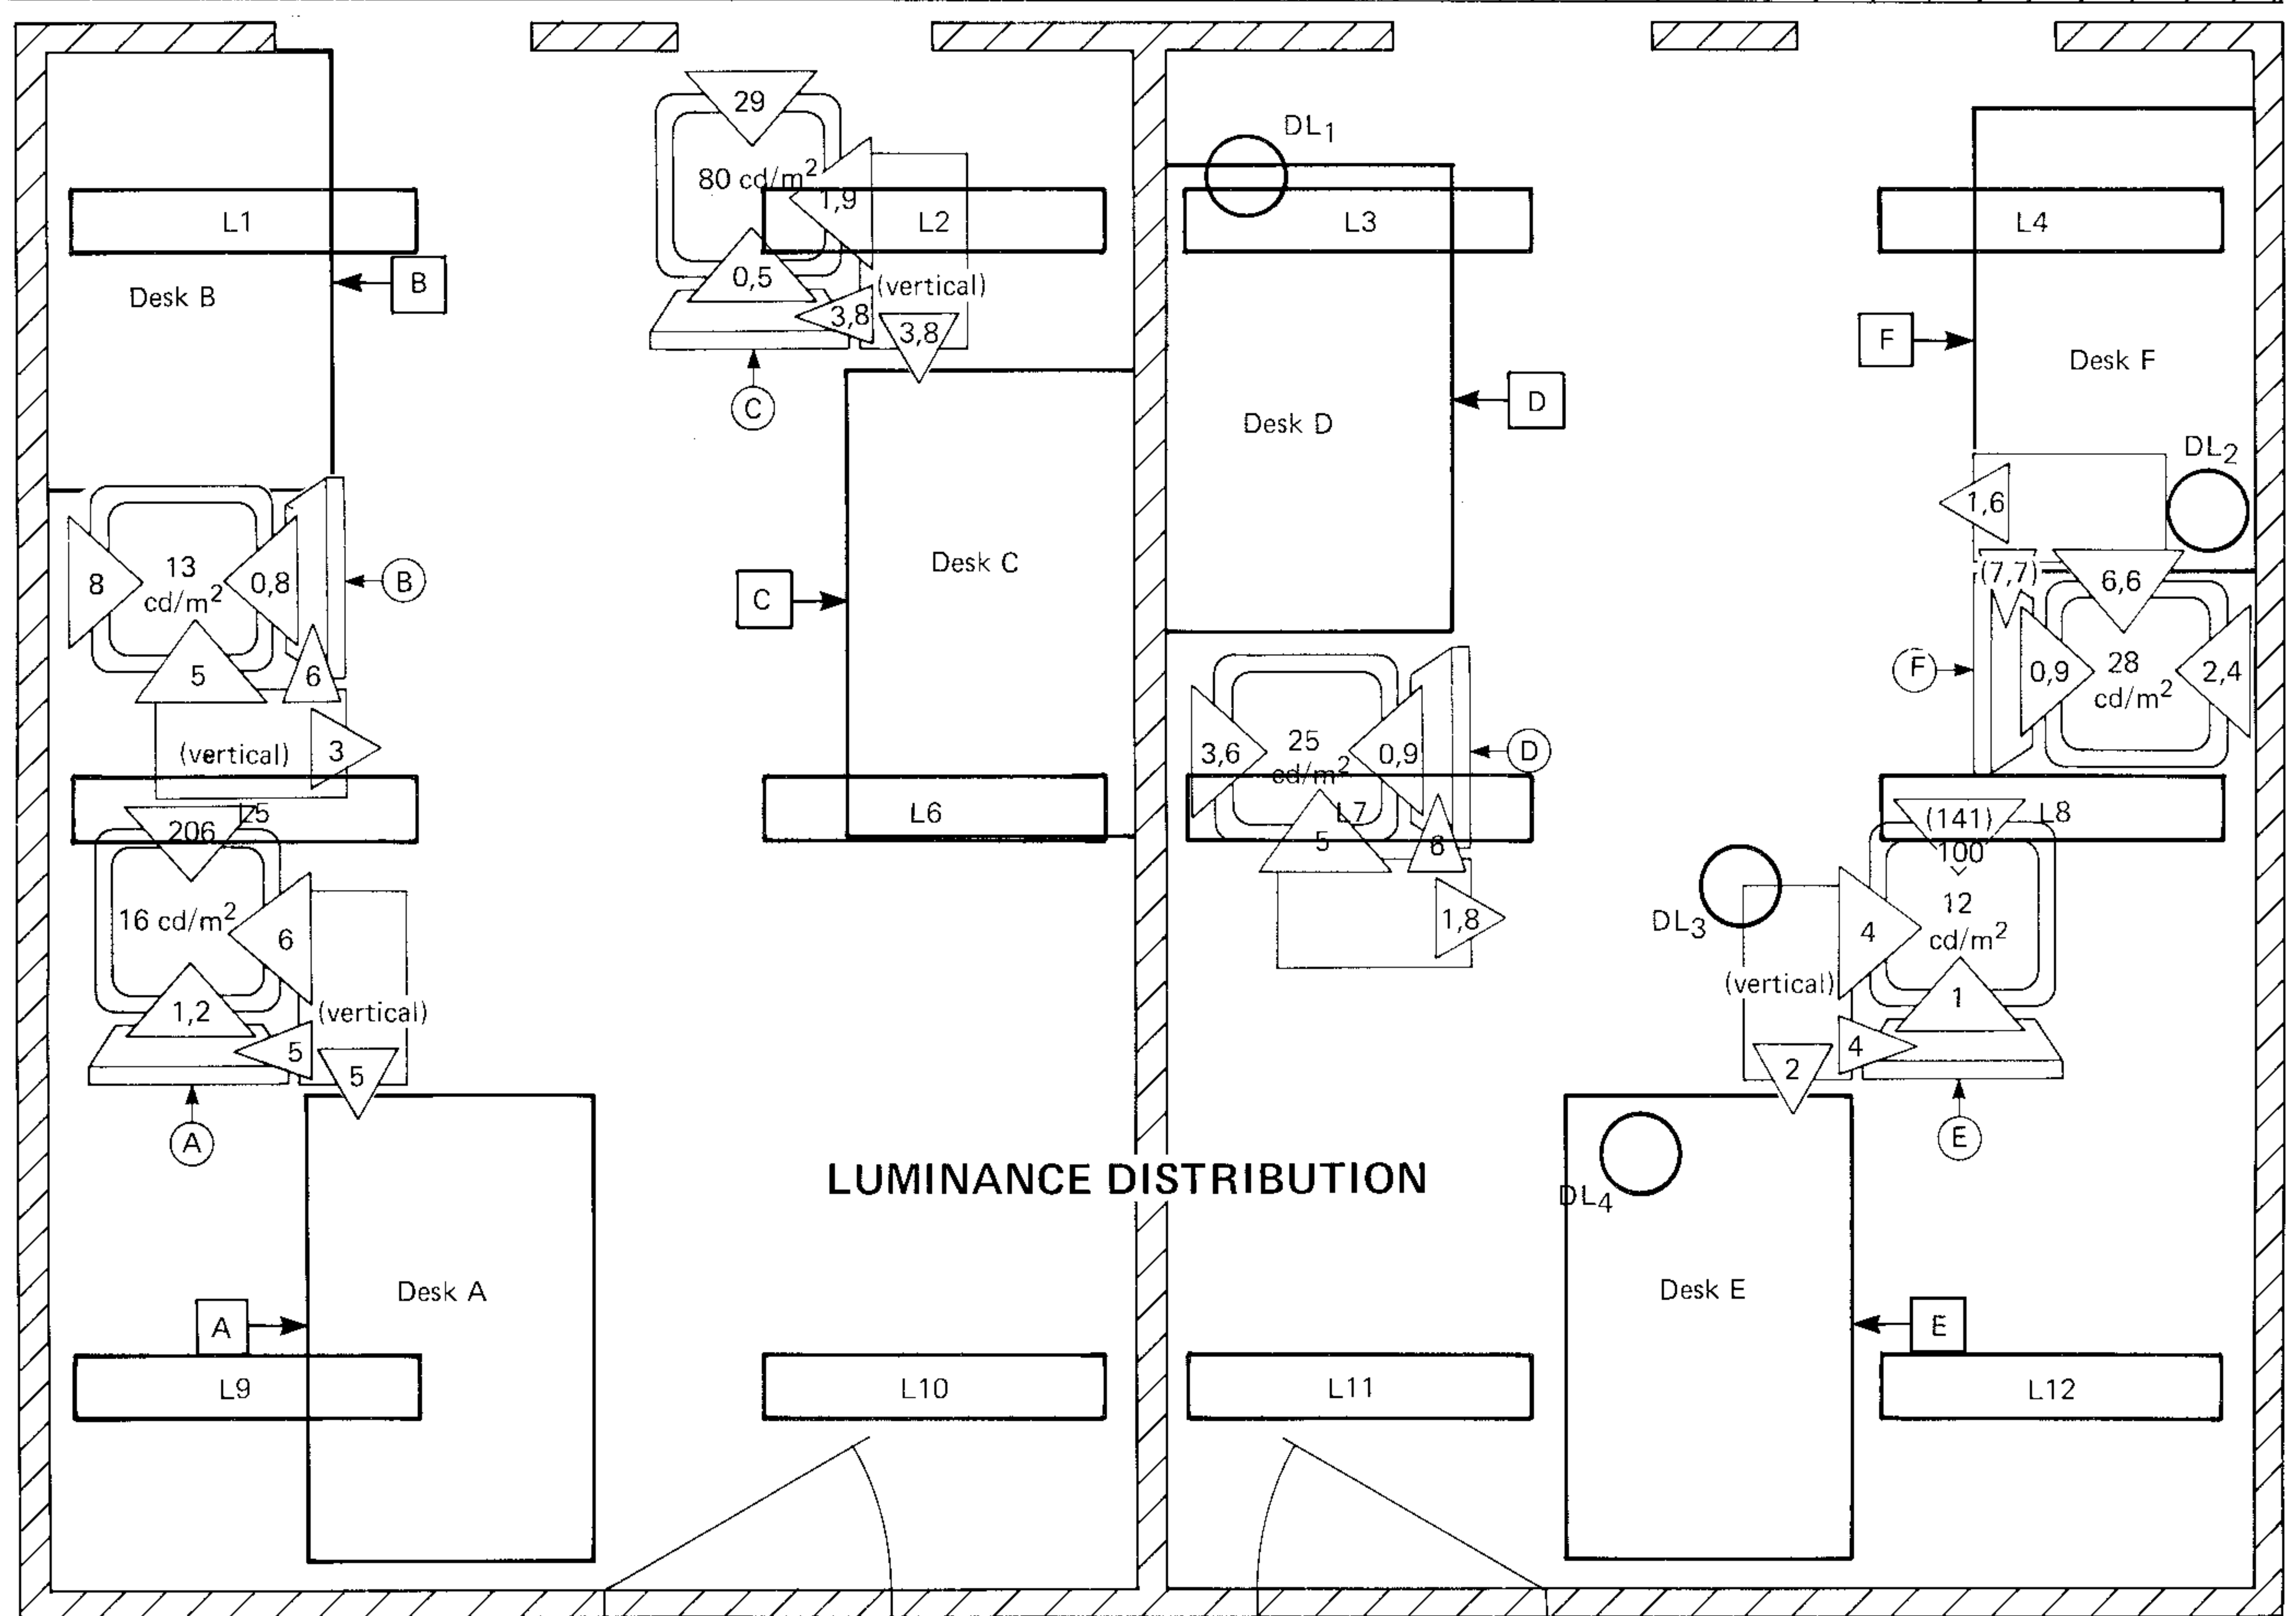 29
DL₁
80 cd/m²
1,9
L1
L2
L3
L4
0,5
(vertical)
B
Desk B
3,8
3,8
F
Desk F
C
D
Desk D
DL₂
1,6
Desk C
13
cd/m²
8
0,8
B
C
(7,7)
6,6
5
6
F
0,9
28
cd/m²
2,4
(vertical)
3
3,6
25
cd/m²
0,9
D
L5
206
L6
L7
5
6
(141)
L8
100
16 cd/m²
6
1,8
DL₃
4
12
cd/m²
1,2
(vertical)
(vertical)
1
5
5
4
2
A
E
LUMINANCE DISTRIBUTION
DL₄
Desk A
Desk E
A
E
L9
L10
L11
L12